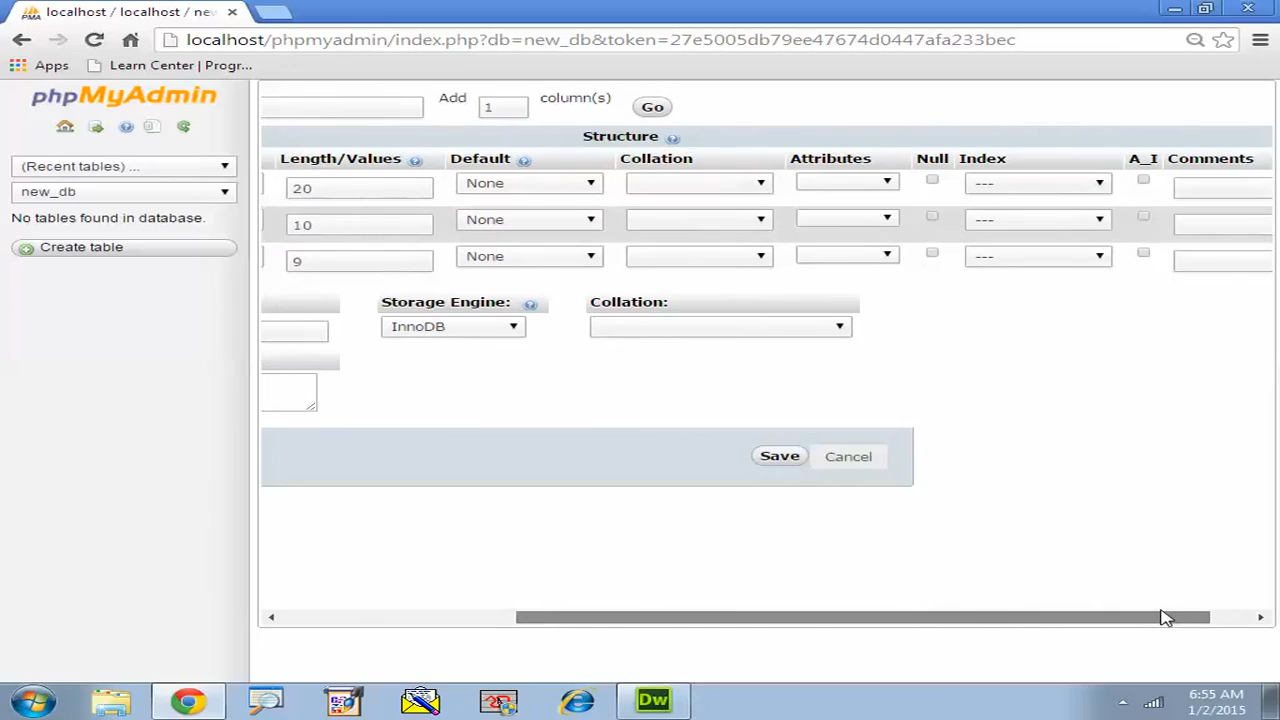 localhost / localhost / new
localhost/phpmyadmin/index.php?db=new_db&token=27e5005db79ee47674d0447afa233bec
Apps Learn Center | Progr...
phpMyAdmin
(Recent tables) ...
new_db
No tables found in database.
Create table
Add 1 column(s) Go
Structure
Length/Values Default Collation Attributes Null Index A_I Comments
20 None ---
10 None ---
9 None ---
Storage Engine: Collation:
InnoDB
Save Cancel
Dw
6:55 AM
1/2/2015